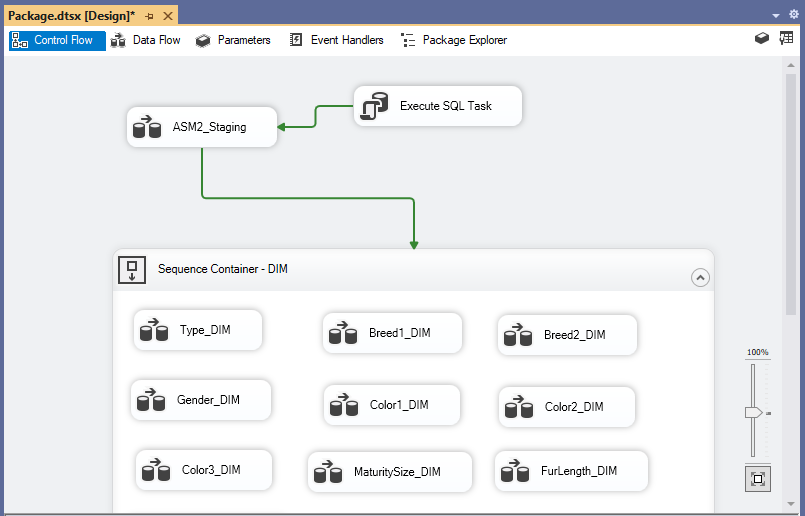 Package.dtsx [Design]*
Control Flow
Data Flow
Parameters
Event Handlers
Package Explorer
Execute SQL Task
ASM2_Staging
Sequence Container - DIM
Type_DIM
Breed1_DIM
Breed2_DIM
Gender_DIM
Color1_DIM
Color2_DIM
Color3_DIM
MaturitySize_DIM
FurLength_DIM
100%